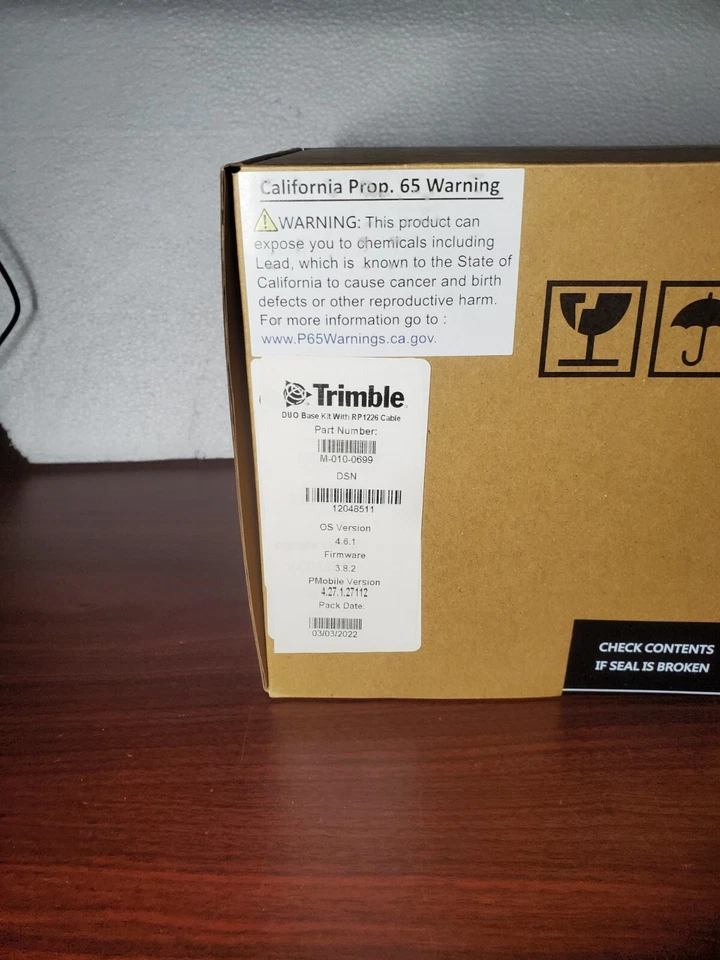 California Prop. 65 Warning
WARNING: This product can
expose you to chemicals including
Lead, which is known to the State of
California to cause cancer and birth
defects or other reproductive harm.
For more information go to :
www.P65Warnings.ca.gov.
Trimble
DUO Base Kit With RP1226 Cable
Part Number:
M-010-0699
DSN
12048511
OS Version
4.6.1
Firmware
3.8.2
PMobile Version
4.27.1.27112
Pack Date:
03/03/2022
CHECK CONTENTS
IF SEAL IS BROKEN